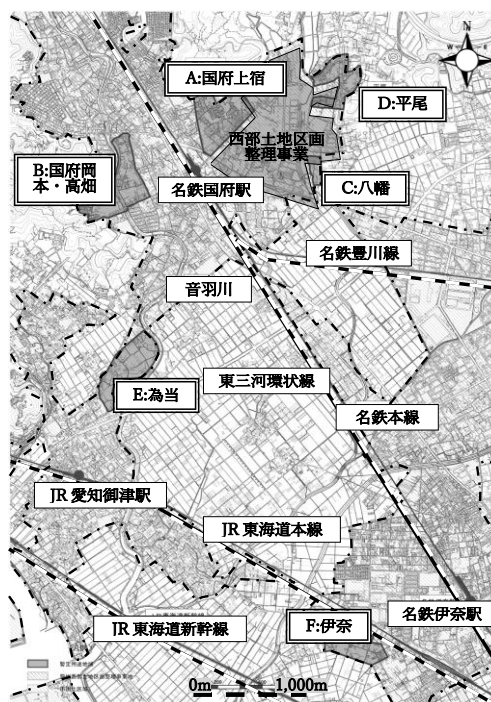 N
A:国府上宿
D:平尾
西部土地区画
整理事業
B:国府岡
本・高畑
名鉄国府駅
C:八幡
名鉄豊川線
音羽川
東三河環状線
E:為当
名鉄本線
JR 愛知御津駅
JR 東海道本線
名鉄伊奈駅
F:伊奈
JR 東海道新幹線
0m
1,000m